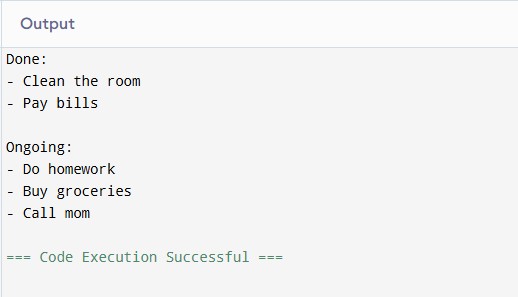 Output
Done:
- Clean the room
- Pay bills
Ongoing:
- Do homework
- Buy groceries
- Call mom
=== Code Execution Successful ===